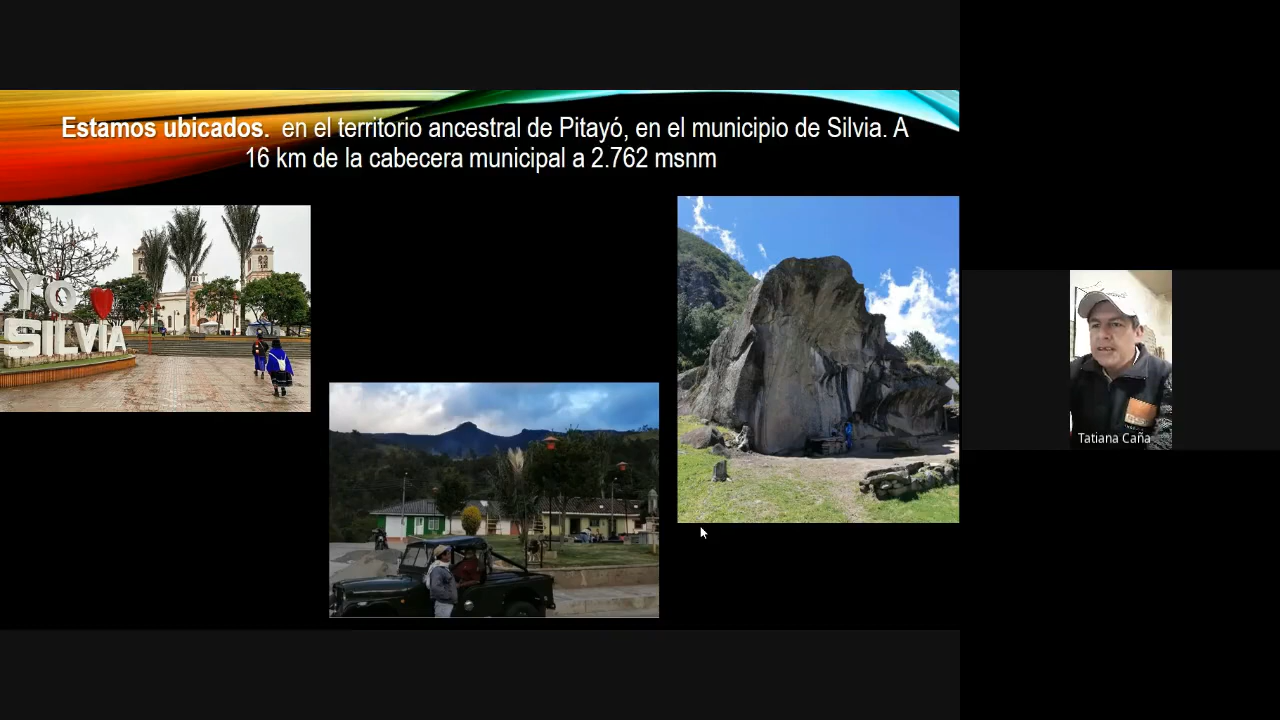 Estamos ubicados. en el territorio ancestral de Pitayó, en el municipio de Silvia. A
16 km de la cabecera municipal a 2.762 msnm
Yo
SILVIA
Tatiana Caña